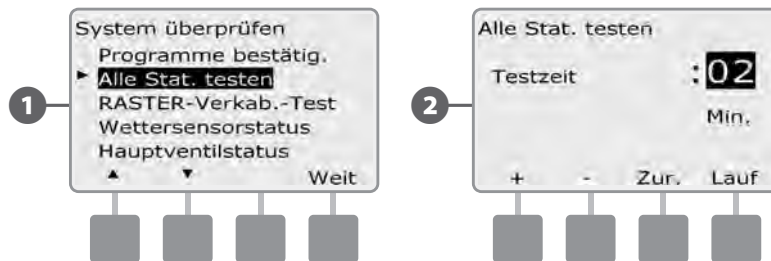 1
System überprüfen
Programme bestätig.
Alle Stat. testen
RASTER-Verkab.-Test
Wettersensorstatus
Hauptventilstatus
Weit
2
Alle Stat. testen
Testzeit :02
Min.
+ - Zur. Lauf